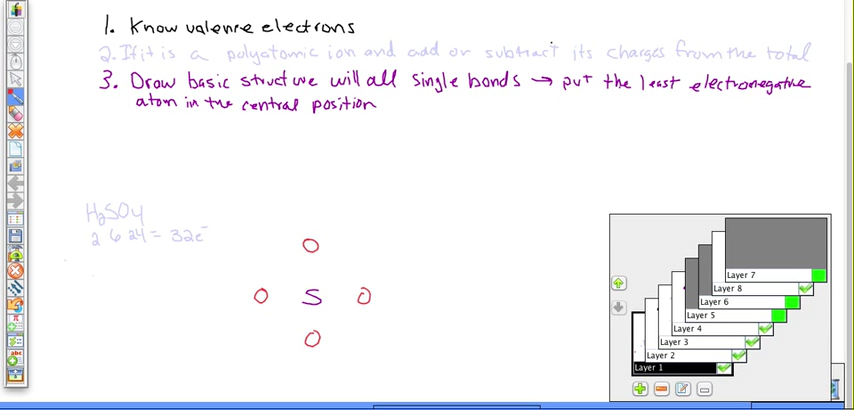 1. Know valence electrons
2. If it is a polyatomic ion and add or subtract its charges from the total
3. Draw basic structure will all single bonds → put the least electronegative
atom in the central position
H₂SO₄
2 6 24 = 32e⁻
O
O S O
O
Layer 7
Layer 8
Layer 6
Layer 5
Layer 4
Layer 3
Layer 2
Layer 1